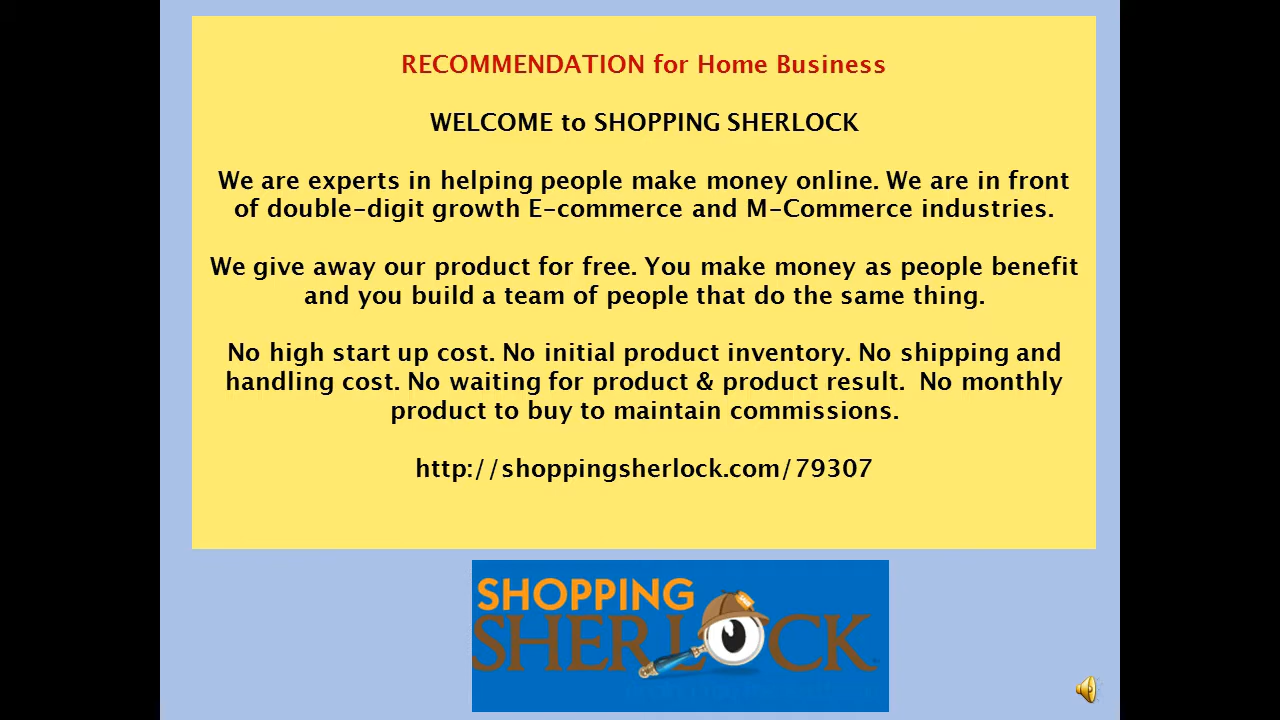 RECOMMENDATION for Home Business
WELCOME to SHOPPING SHERLOCK
We are experts in helping people make money online. We are in front
of double-digit growth E-commerce and M-Commerce industries.
We give away our product for free. You make money as people benefit
and you build a team of people that do the same thing.
No high start up cost. No initial product inventory. No shipping and
handling cost. No waiting for product & product result.  No monthly
product to buy to maintain commissions.
http://shoppingsherlock.com/79307
SHOPPING
SHERLOCK